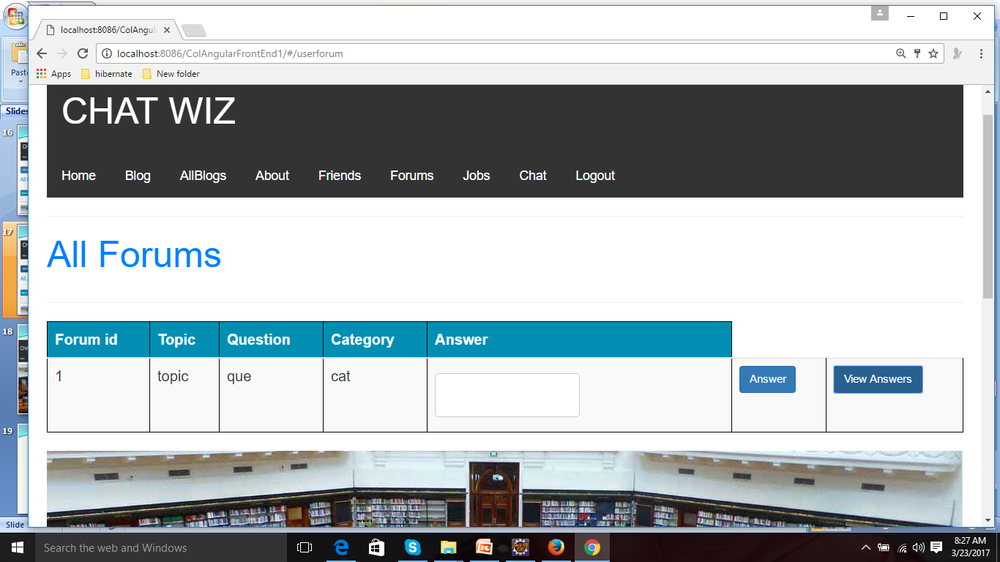 localhost:8086/ColAngul
localhost:8086/ColAngularFrontEnd1/#/userforum
Apps hibernate New folder
Past
Slides
16
17
18
19
Slide
CHAT WIZ
Home Blog AllBlogs About Friends Forums Jobs Chat Logout
All Forums
Forum id Topic Question Category Answer
1 topic que cat Answer View Answers
Search the web and Windows
8:27 AM
3/23/2017